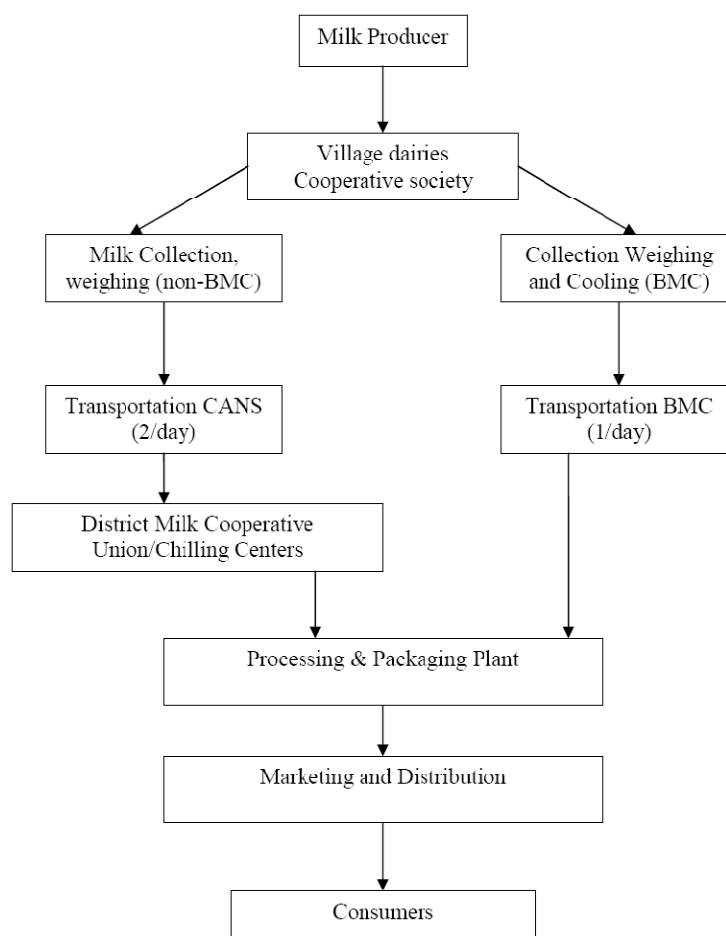 Milk Producer
Village dairies
Cooperative society
Milk Collection,
weighing (non-BMC)
Collection Weighing
and Cooling (BMC)
Transportation CANS
(2/day)
Transportation BMC
(1/day)
District Milk Cooperative
Union/Chilling Centers
Processing & Packaging Plant
Marketing and Distribution
Consumers